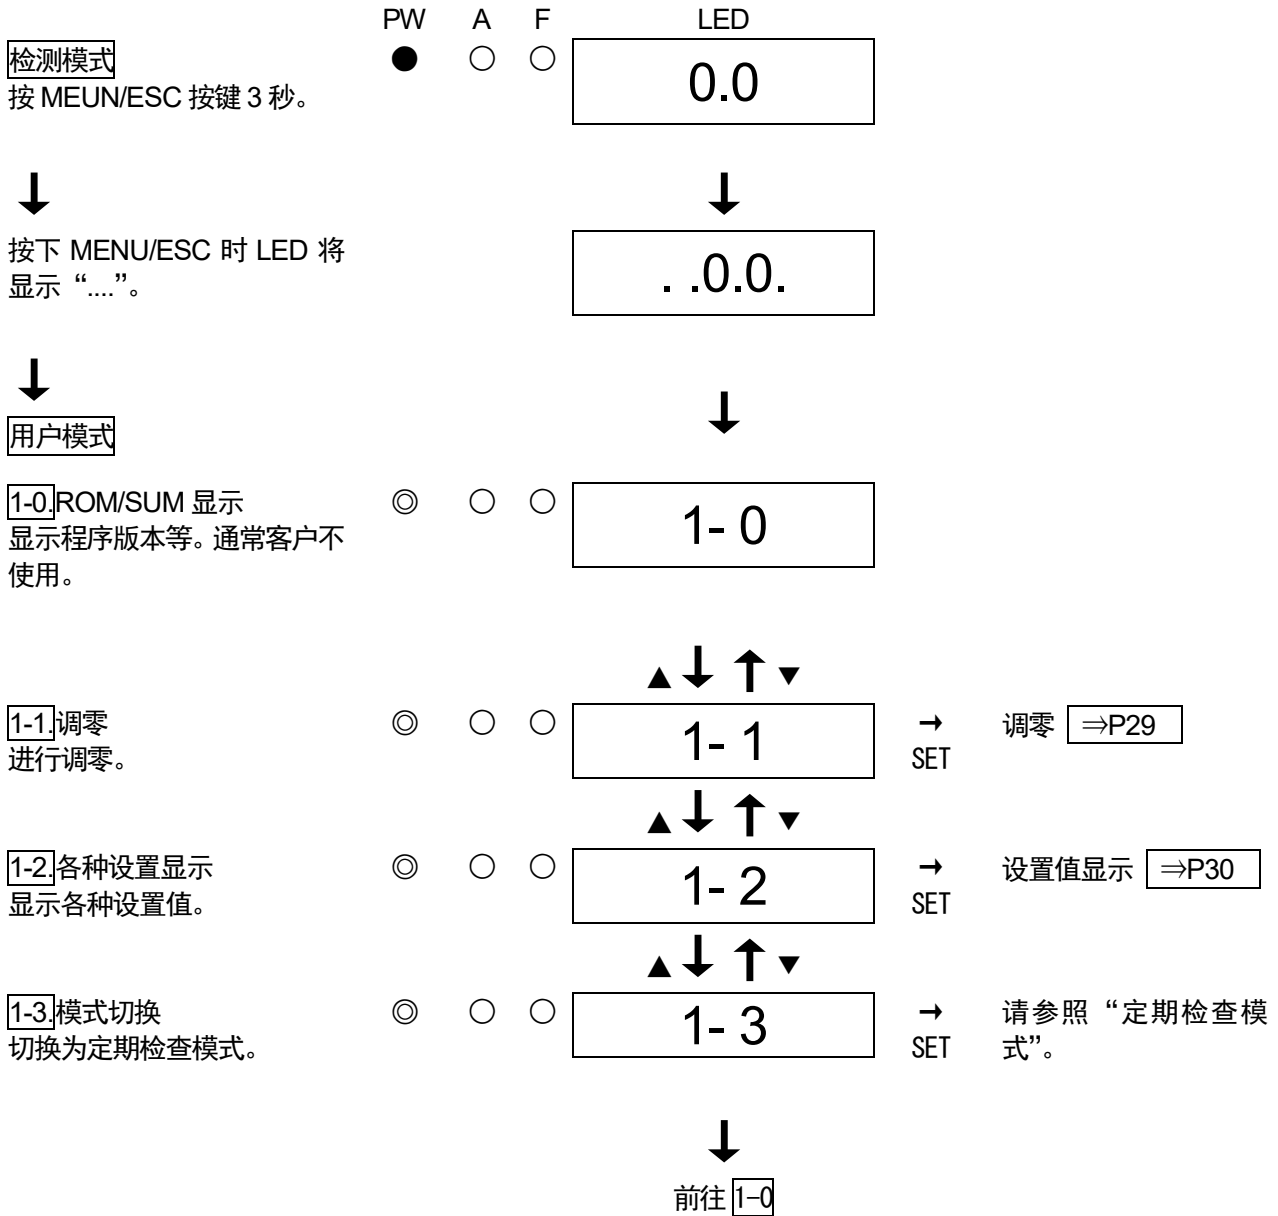 PW A F LED
检测模式 ● ○ ○ 0.0
按 MEUN/ESC 按键 3 秒。
↓ ↓
按下 MENU/ESC 时 LED 将
显示“....”。
. .0.0.
↓ ↓
用户模式
1-0.ROM/SUM 显示 ◎ ○ ○ 1- 0
显示程序版本等。通常客户不
使用。
▲↓↑▼
1-1.调零 ◎ ○ ○ 1- 1 → 调零 ⇒P29
进行调零。 SET
▲↓↑▼
1-2.各种设置显示 ◎ ○ ○ 1- 2 → 设置值显示 ⇒P30
显示各种设置值。 SET
▲↓↑▼
1-3.模式切换 ◎ ○ ○ 1- 3 → 请参照“定期检查模
切换为定期检查模式。 SET 式”。
↓
前往 1-0